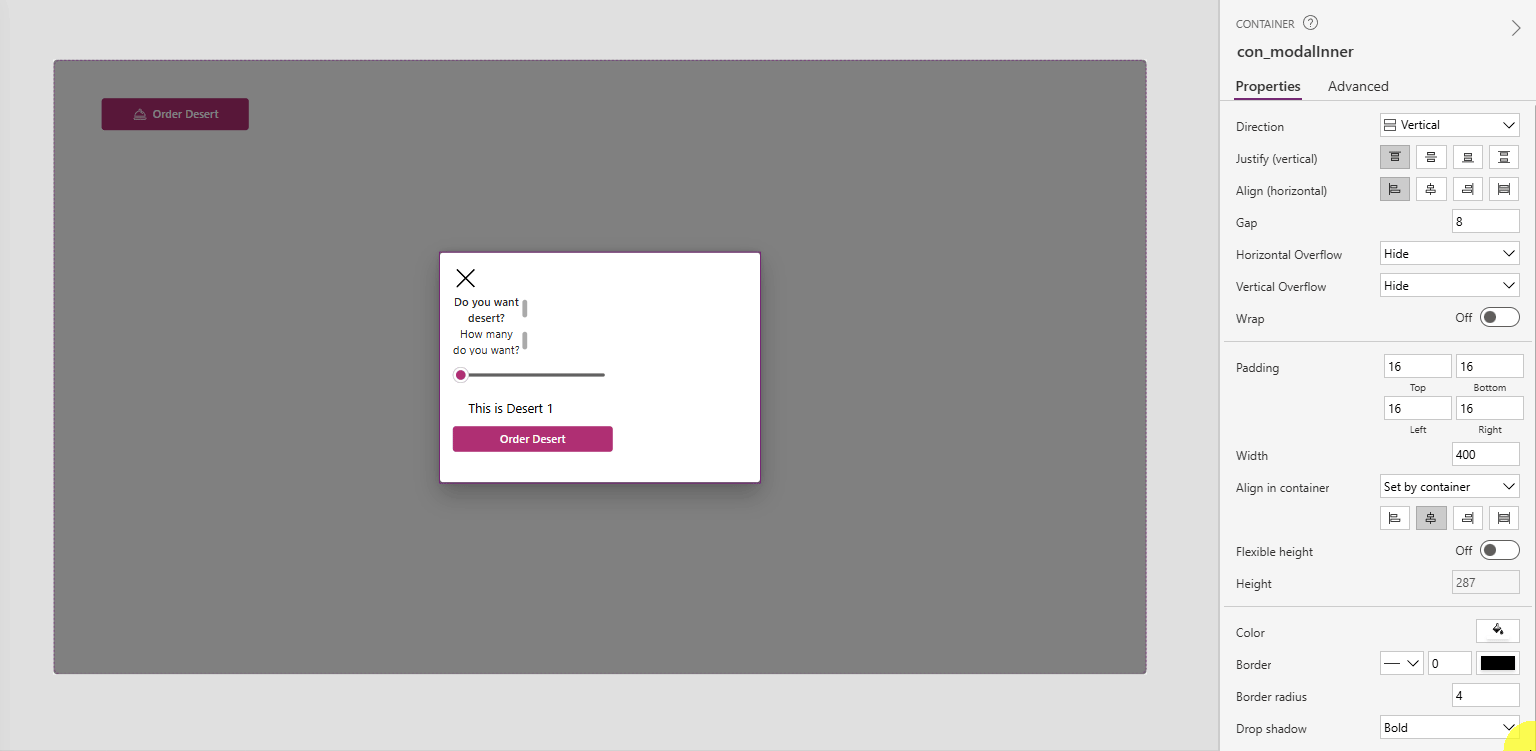 Order Desert
Do you want
desert?
How many
do you want?
This is Desert 1
Order Desert
CONTAINER ?
con_modalInner
Properties Advanced
Direction Vertical
Justify (vertical)
Align (horizontal)
Gap 8
Horizontal Overflow Hide
Vertical Overflow Hide
Wrap Off
Padding 16 16
Top Bottom
16 16
Left Right
Width 400
Align in container Set by container
Flexible height Off
Height 287
Color
Border 0
Border radius 4
Drop shadow Bold